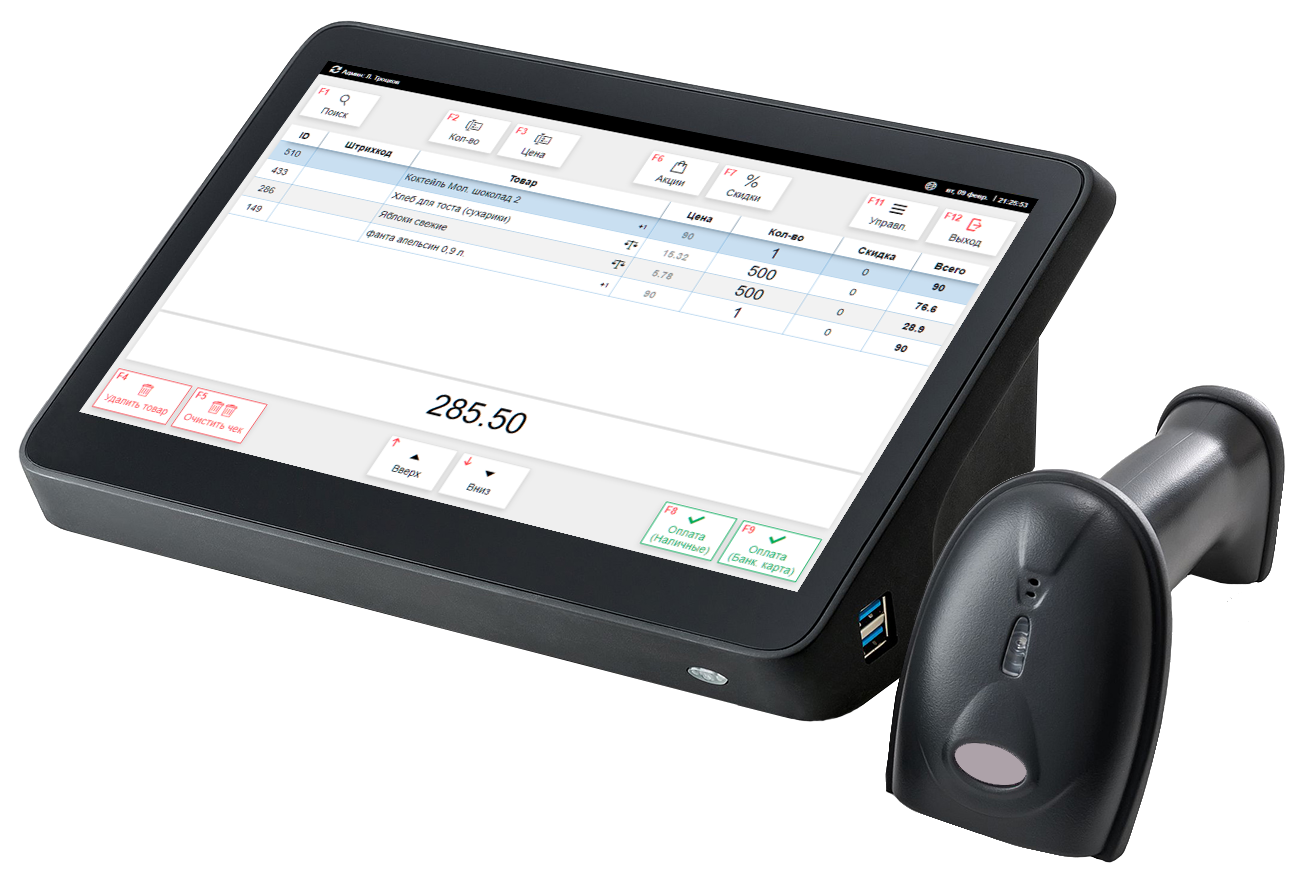 Админ: Л. Троцков
вт, 09 февр. | 21:25:53
F1
Поиск
F2
Кол-во
F3
Цена
F6
Акции
F7
Скидки
F11
Управл.
F12
Выход
ID Штрихкод Товар Цена Кол-во Скидка Всего
510 Коктейль Мол. шоколад 2 +1 90 1 0 90
433 Хлеб для тоста (сухарики) 15.32 500 0 76.6
286 Яблоки свежие 5.78 500 0 28.9
149 фанта апельсин 0,9 л. +1 90 1 0 90
285.50
F4
Удалить товар
F5
Очистить чек
Вверх
Вниз
F8
Оплата
(Наличные)
F9
Оплата
(Банк. карта)